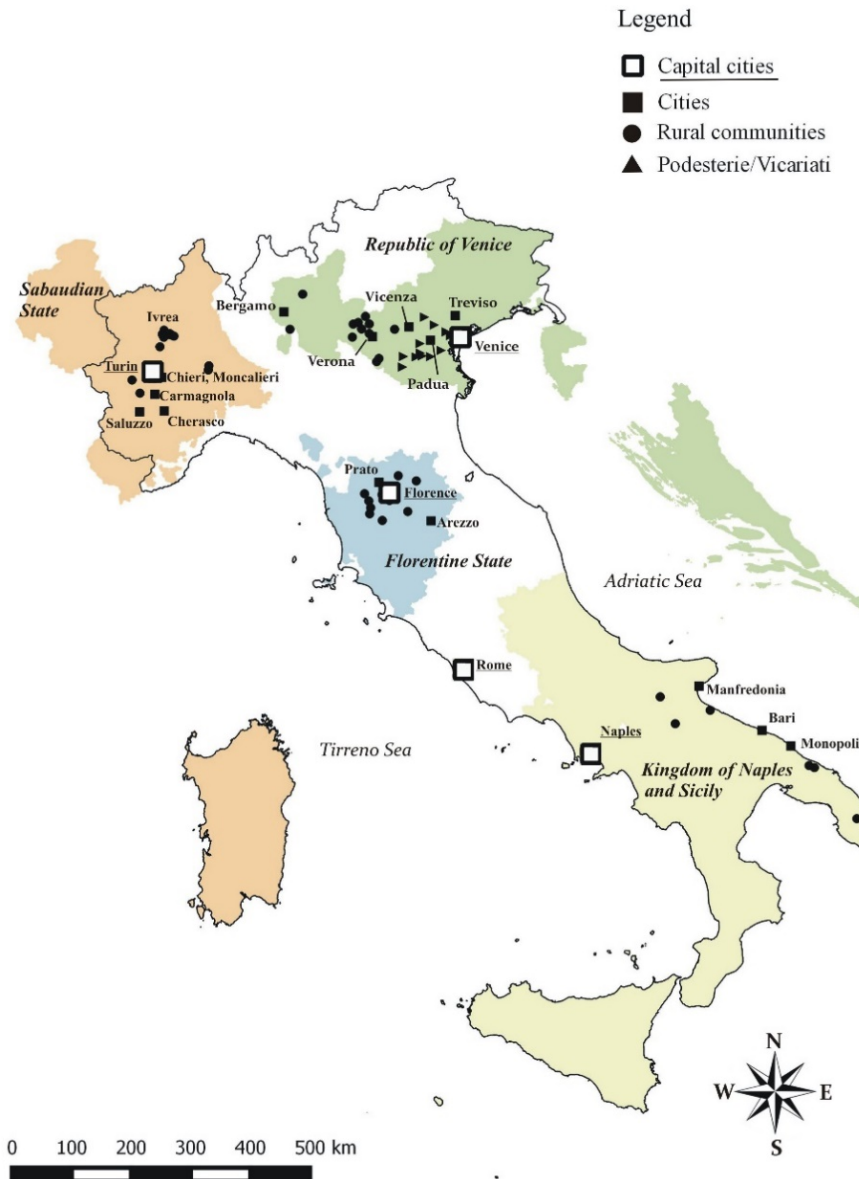 Legend
Capital cities
Cities
Rural communities
Podesterie/Vicariati
Republic of Venice
Sabaudian
State
Bergamo
Vicenza
Treviso
Ivrea
Venice
Verona
Turin
Padua
Chieri, Moncalieri
Carmagnola
Saluzzo
Cherasco
Prato
Florence
Arezzo
Florentine State
Adriatic Sea
Rome
Manfredonia
Bari
Naples
Monopoli
Tirreno Sea
Kingdom of Naples
and Sicily
N
W
E
S
0 100 200 300 400 500 km